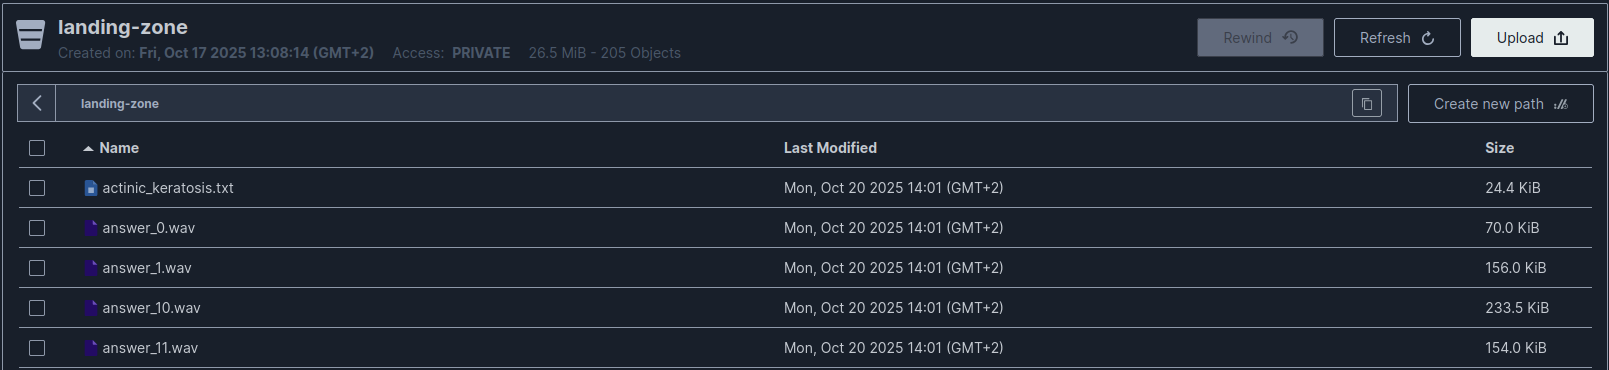 landing-zone
Created on: Fri, Oct 17 2025 13:08:14 (GMT+2) Access: PRIVATE 26.5 MiB - 205 Objects
Rewind Refresh Upload
landing-zone Create new path
Name Last Modified Size
actinic_keratosis.txt Mon, Oct 20 2025 14:01 (GMT+2) 24.4 KiB
answer_0.wav Mon, Oct 20 2025 14:01 (GMT+2) 70.0 KiB
answer_1.wav Mon, Oct 20 2025 14:01 (GMT+2) 156.0 KiB
answer_10.wav Mon, Oct 20 2025 14:01 (GMT+2) 233.5 KiB
answer_11.wav Mon, Oct 20 2025 14:01 (GMT+2) 154.0 KiB